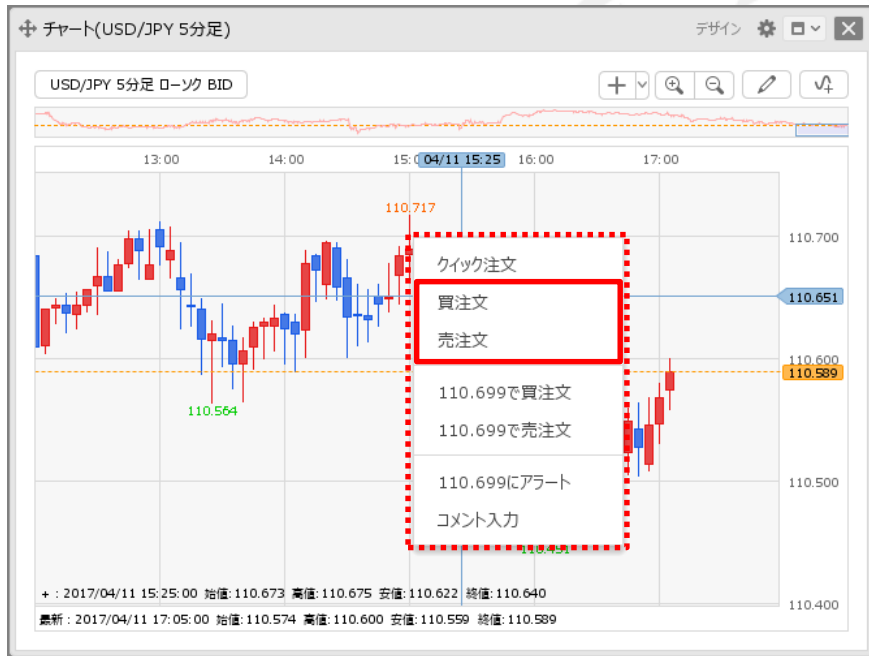 チャート(USD/JPY 5分足)
デザイン
USD/JPY 5分足 ローソク BID
13:00 14:00 15:0 04/11 15:25 16:00 17:00
110.717
110.700
クイック注文
110.651
買注文
売注文
110.600
110.589
110.699で買注文
110.564
110.699で売注文
110.699にアラート
110.500
コメント入力
+ : 2017/04/11 15:25:00 始値:110.673 高値:110.675 安値:110.622 終値:110.640
110.400
最新 : 2017/04/11 17:05:00 始値:110.574 高値:110.600 安値:110.559 終値:110.589